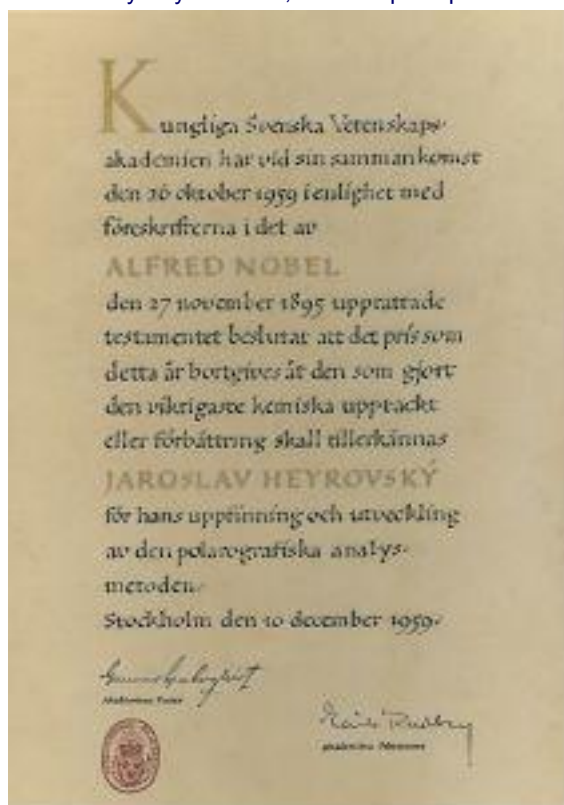 Kungliga Svenska Vetenskaps-
akademien har vid sin sammankomst
den 26 oktober 1959 i enlighet med
föreskrifterna i det av
ALFRED NOBEL
den 27 november 1895 upprättade
testamentet beslutat att det pris som
detta år bortgives åt den som gjort
den viktigaste kemiska upptäckt
eller förbättring skall tillerkännas
JAROSLAV HEYROVSKÝ
för hans uppfinning och utveckling
av den polarografiska analys-
metoden.
Stockholm den 10 december 1959.